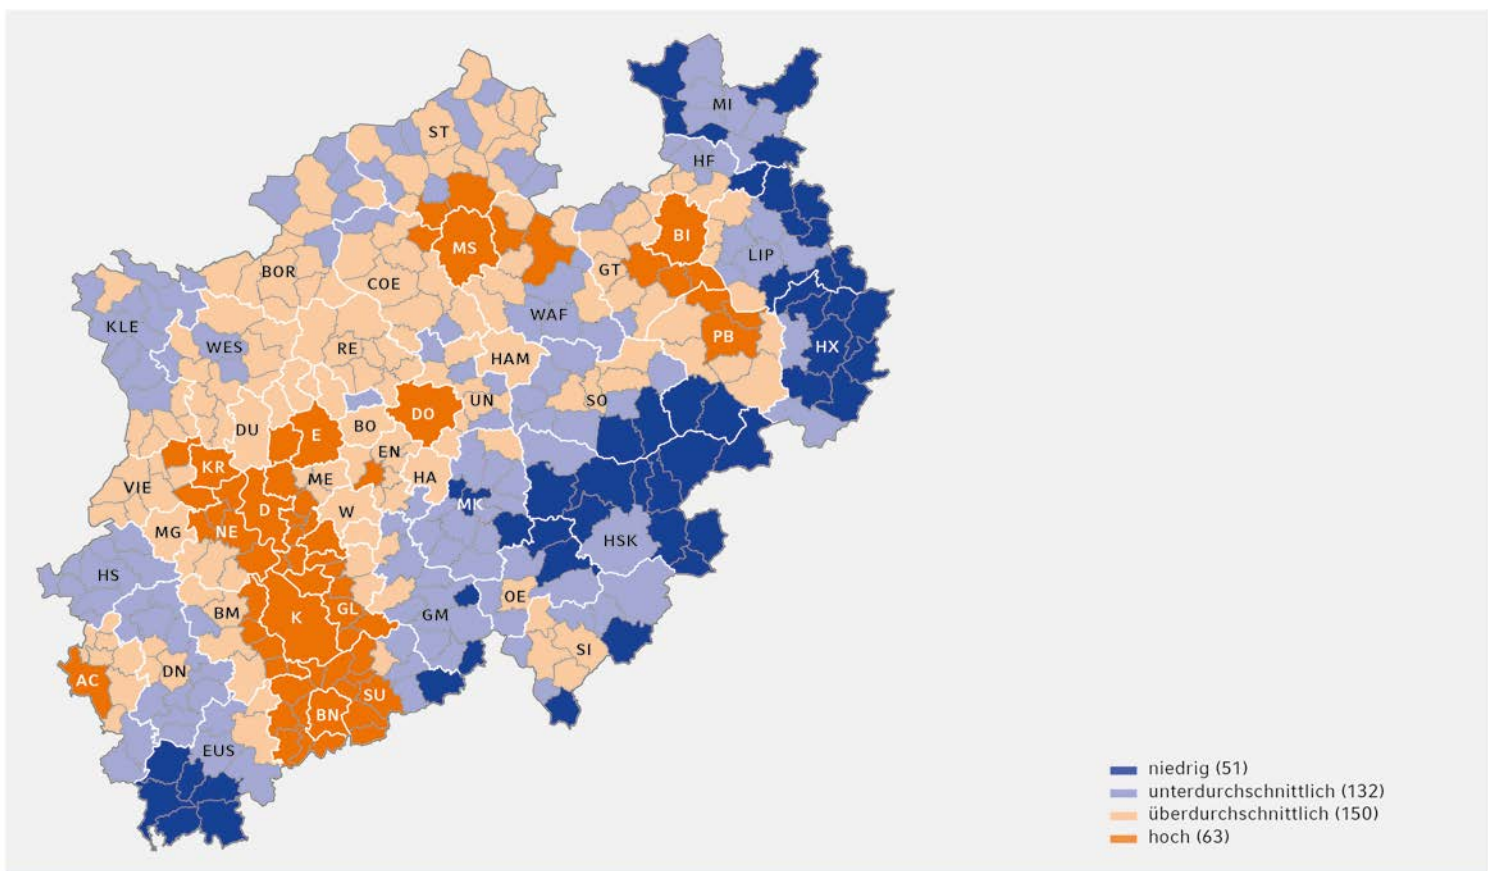 MI
ST
HF
MS
BI
LIP
BOR
GT
COE
KLE
WAF
WES
RE
PB
HX
HAM
UN
SO
DO
DU
E
BO
EN
KR
ME
HA
VIE
MK
D
W
MG
NE
HSK
HS
OE
BM
K
GL
GM
SI
DN
AC
SU
BN
EUS
niedrig (51)
unterdurchschnittlich (132)
überdurchschnittlich (150)
hoch (63)